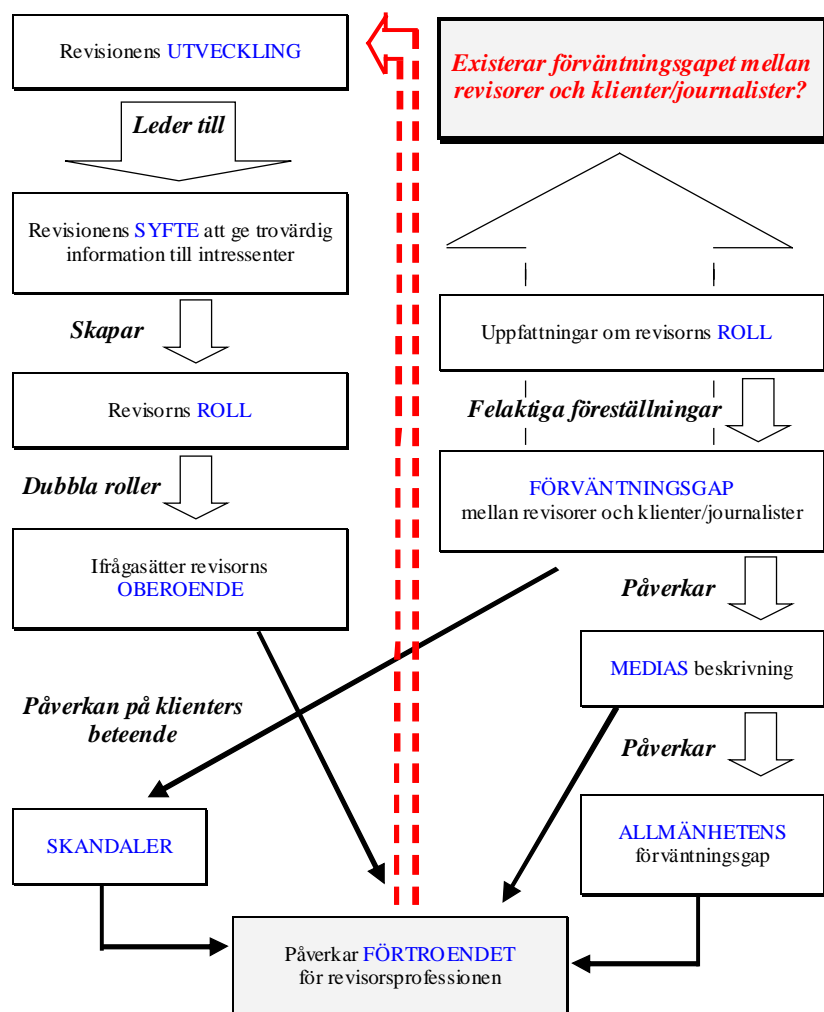 Revisionens UTVECKLING
Leder till
Revisionens SYFTE att ge trovärdig
information till intressenter
Skapar
Revisorns ROLL
Dubbla roller
Ifrågasätter revisorns
OBEROENDE
Påverkan på klienters
beteende
SKANDALER
Existerar förväntningsgapet mellan
revisorer och klienter/journalister?
Uppfattningar om revisorns ROLL
Felaktiga föreställningar
FÖRVÄNTNINGSGAP
mellan revisorer och klienter/journalister
Påverkar
MEDIAS beskrivning
Påverkar
ALLMÄNHETENS
förväntningsgap
Påverkar FÖRTROENDET
för revisorsprofessionen